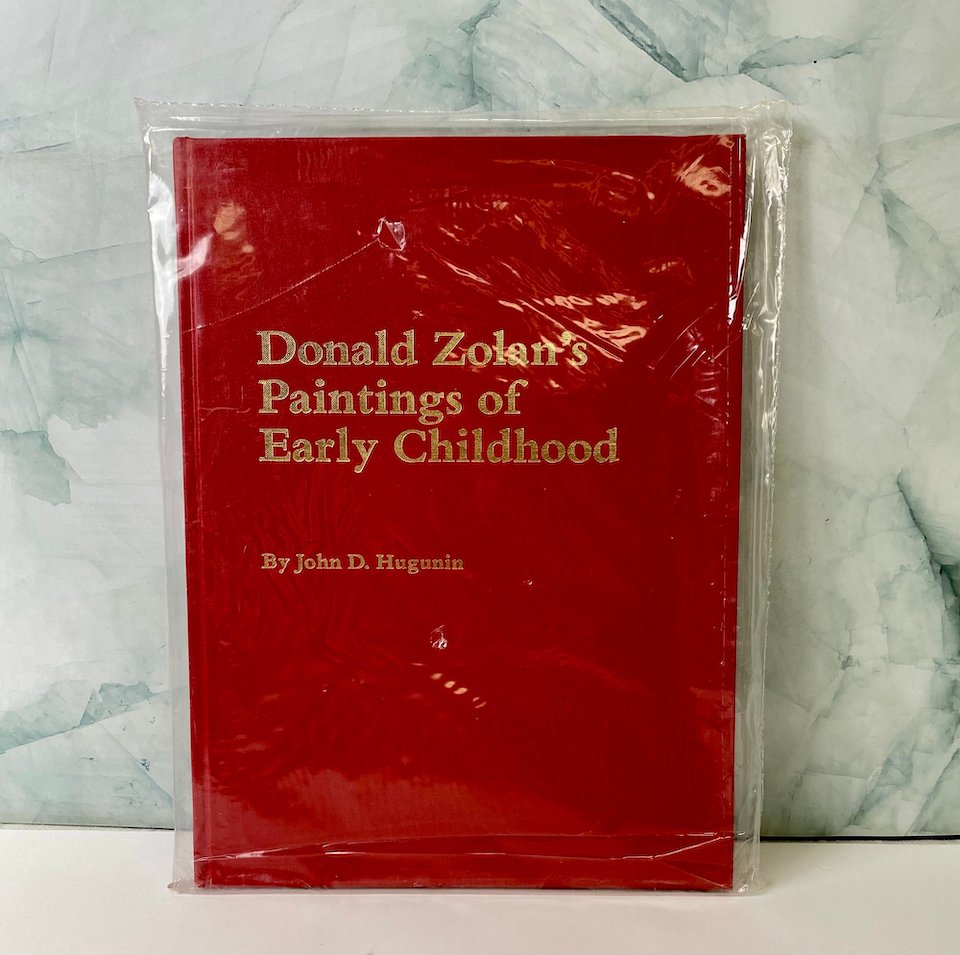 Donald Zolan's
Paintings of
Early Childhood
By John D. Hugunin